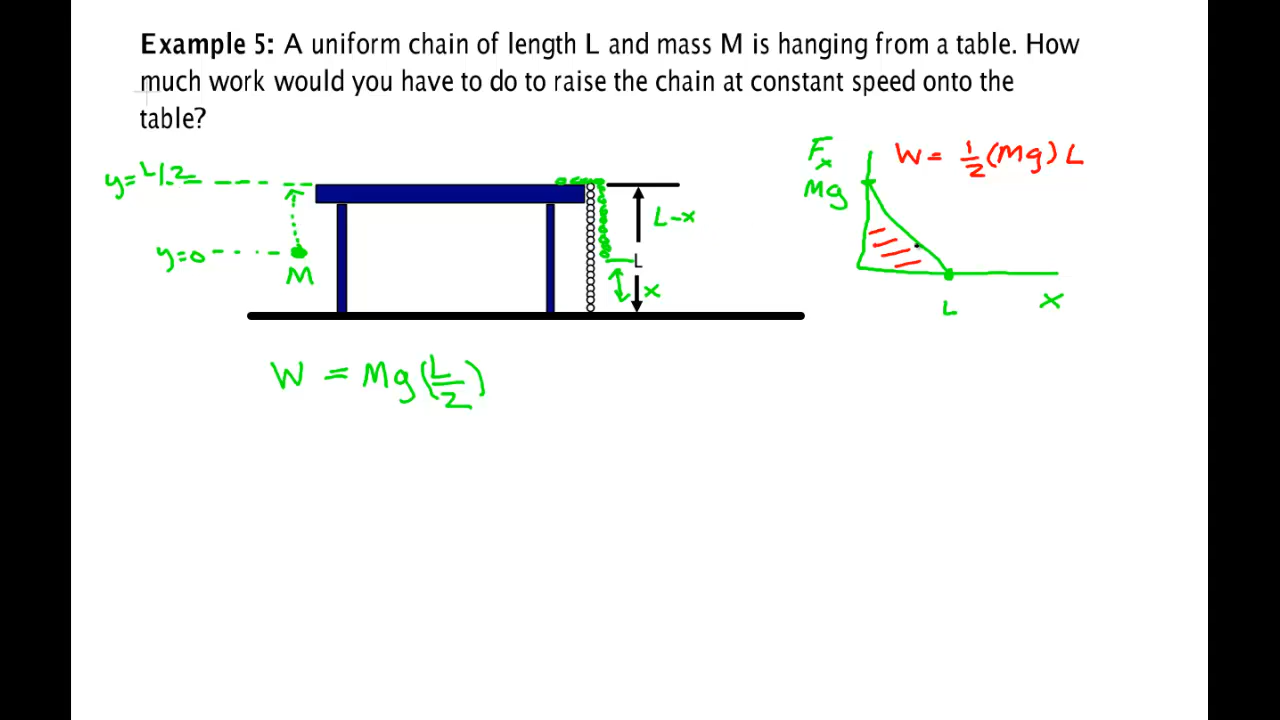 Example 5: A uniform chain of length L and mass M is hanging from a table. How
much work would you have to do to raise the chain at constant speed onto the
table?
y=L/2
y=0
M
L-x
L
x
Fx
Mg
W = 1/2 (Mg) L
L
x
W = Mg(L/2)